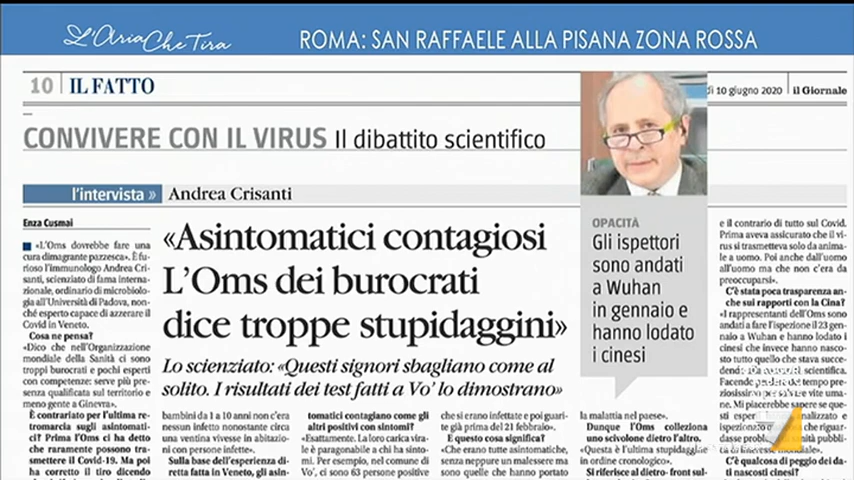 L'Aria Che Tira
ROMA: SAN RAFFAELE ALLA PISANA ZONA ROSSA
10
IL FATTO
dì 10 giugno 2020
il Giornale
CONVIVERE CON IL VIRUS Il dibattito scientifico
l'intervista »
Andrea Crisanti
Enza Cusmai
«Asintomatici contagiosi
L'Oms dei burocrati
dice troppe stupidaggini»
Lo scienziato: «Questi signori sbagliano come al
solito. I risultati dei test fatti a Vo' lo dimostrano»
«L'Oms dovrebbe fare una
cura dimagrante pazzesca». È fu-
rioso l'immunologo Andrea Cri-
santi, scienziato di fama interna-
zionale, ordinario di microbiolo-
gia all'Università di Padova, non-
ché esperto capace di azzerare il
Covid in Veneto.
Cosa ne pensa?
«Dico che nell'Organizzazione
mondiale della Sanità ci sono
troppi burocrati e pochi esperti
con competenze: serve più pre-
senza qualificata sul territorio e
meno gente a Ginevra».
È contrariato per l'ultima re-
tromarcia sugli asintomati-
ci? Prima l'Oms ci ha detto
che raramente possono tra-
smettere il Covid-19. Ma poi
ha corretto il tiro dicendo
bambini da 1 a 10 anni non c'era
nessun infetto nonostante circa
una ventina vivesse in abitazio-
ni con persone infette».
Sulla base dell'esperienza diret-
ta fatta in Veneto, gli asin-
tomatici contagiano come gli
altri positivi con sintomi?
«Esattamente. La loro carica vira-
le è paragonabile a chi ha sintomi.
Per esempio, nel comune di
Vo', ci sono 63 persone positive
che si erano infettate e poi guari-
te già prima del 21 febbraio».
E questo cosa significa?
«Che erano tutte asintomatiche,
senza neppure un malessere ma
sono quelle che hanno contribui-
OPACITÀ
Gli ispettori
sono andati
a Wuhan
in gennaio e
hanno lodato
i cinesi
la malattia nel paese».
Dunque l'Oms colleziona
uno scivolone dietro l'altro.
«Questa è l'ultima stupidaggine
in ordine cronologico».
Si riferisce al dietro-front sul-
e il contrario di tutto sul Covid.
Prima aveva assicurato che il vi-
rus si trasmetteva solo da anima-
le a uomo. Poi anche dall'uomo
all'uomo ma che non c'era da
preoccuparsi».
C'è stata poca trasparenza an-
che sui rapporti con la Cina?
«I rappresentanti dell'Oms sono
andati a fare l'ispezione il 23 gen-
naio a Wuhan e hanno lodato i
cinesi che invece hanno nasco-
sto tutto quello che stava succe-
C'è qualcosa di peggio dei da-
ti nascosti cinesi?